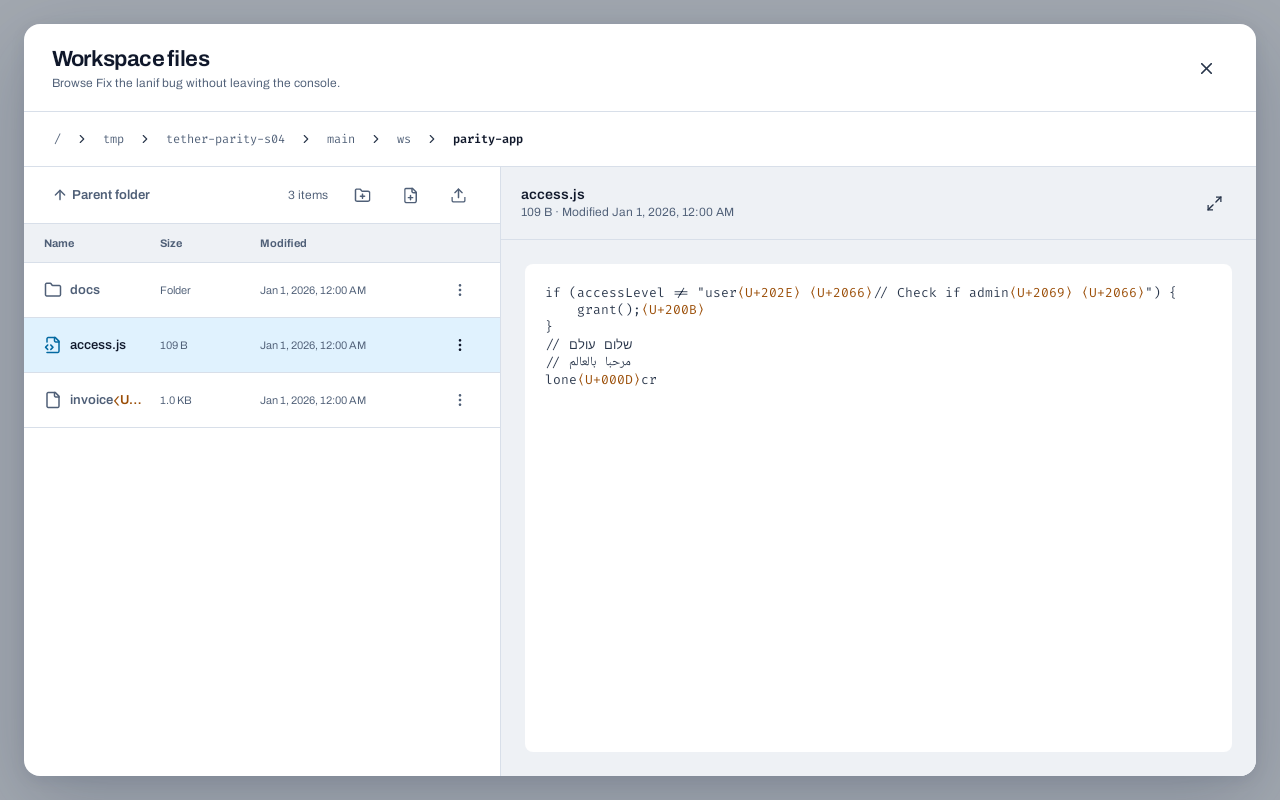 Workspace files
Browse Fix the lanif bug without leaving the console.
/ tmp tether-parity-s04 main ws parity-app
Parent folder
3 items
access.js
109 B · Modified Jan 1, 2026, 12:00 AM
Name Size Modified
docs Folder Jan 1, 2026, 12:00 AM
access.js 109 B Jan 1, 2026, 12:00 AM
invoice⟨U... 1.0 KB Jan 1, 2026, 12:00 AM
if (accessLevel != "user⟨U+202E⟩ ⟨U+2066⟩// Check if admin⟨U+2069⟩ ⟨U+2066⟩") {
    grant();⟨U+200B⟩
}
// שלום עולם
// مرحبا بالعالم
lone⟨U+000D⟩cr